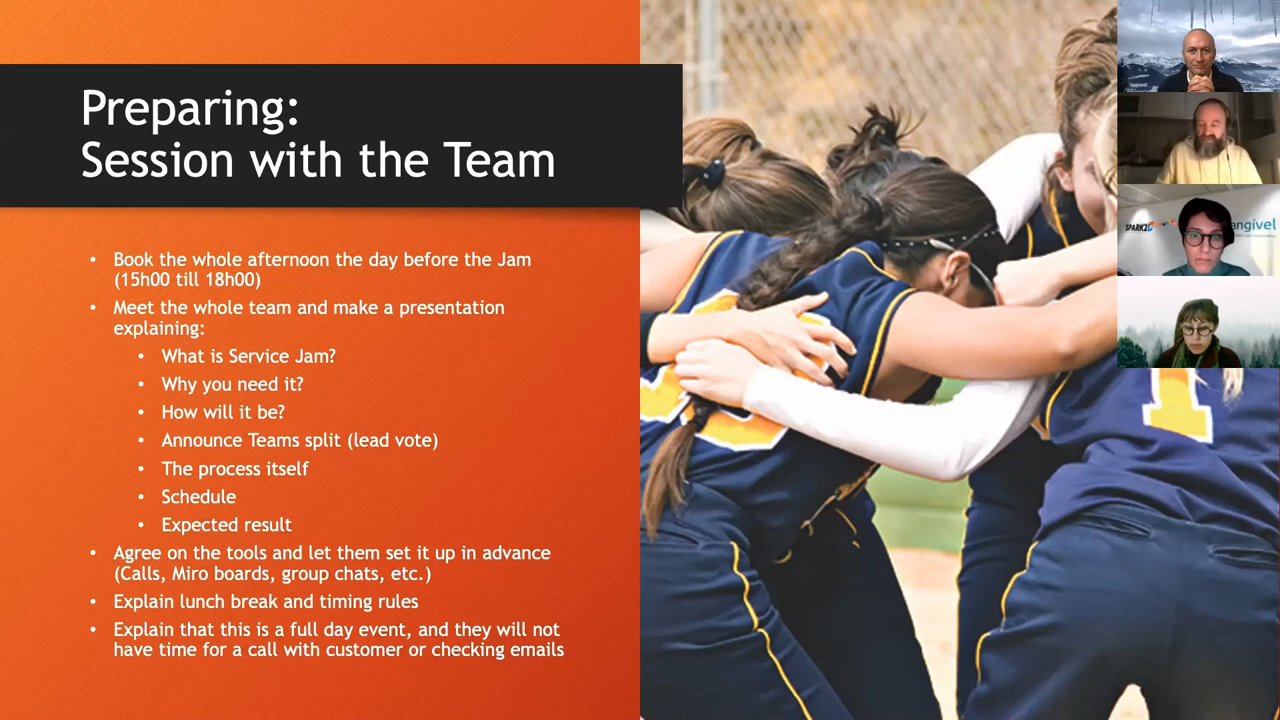 Preparing:
Session with the Team
• Book the whole afternoon the day before the Jam
(15h00 till 18h00)
• Meet the whole team and make a presentation
explaining:
• What is Service Jam?
• Why you need it?
• How will it be?
• Announce Teams split (lead vote)
• The process itself
• Schedule
• Expected result
• Agree on the tools and let them set it up in advance
(Calls, Miro boards, group chats, etc.)
• Explain lunch break and timing rules
• Explain that this is a full day event, and they will not
have time for a call with customer or checking emails
SPARK2D
angível
1